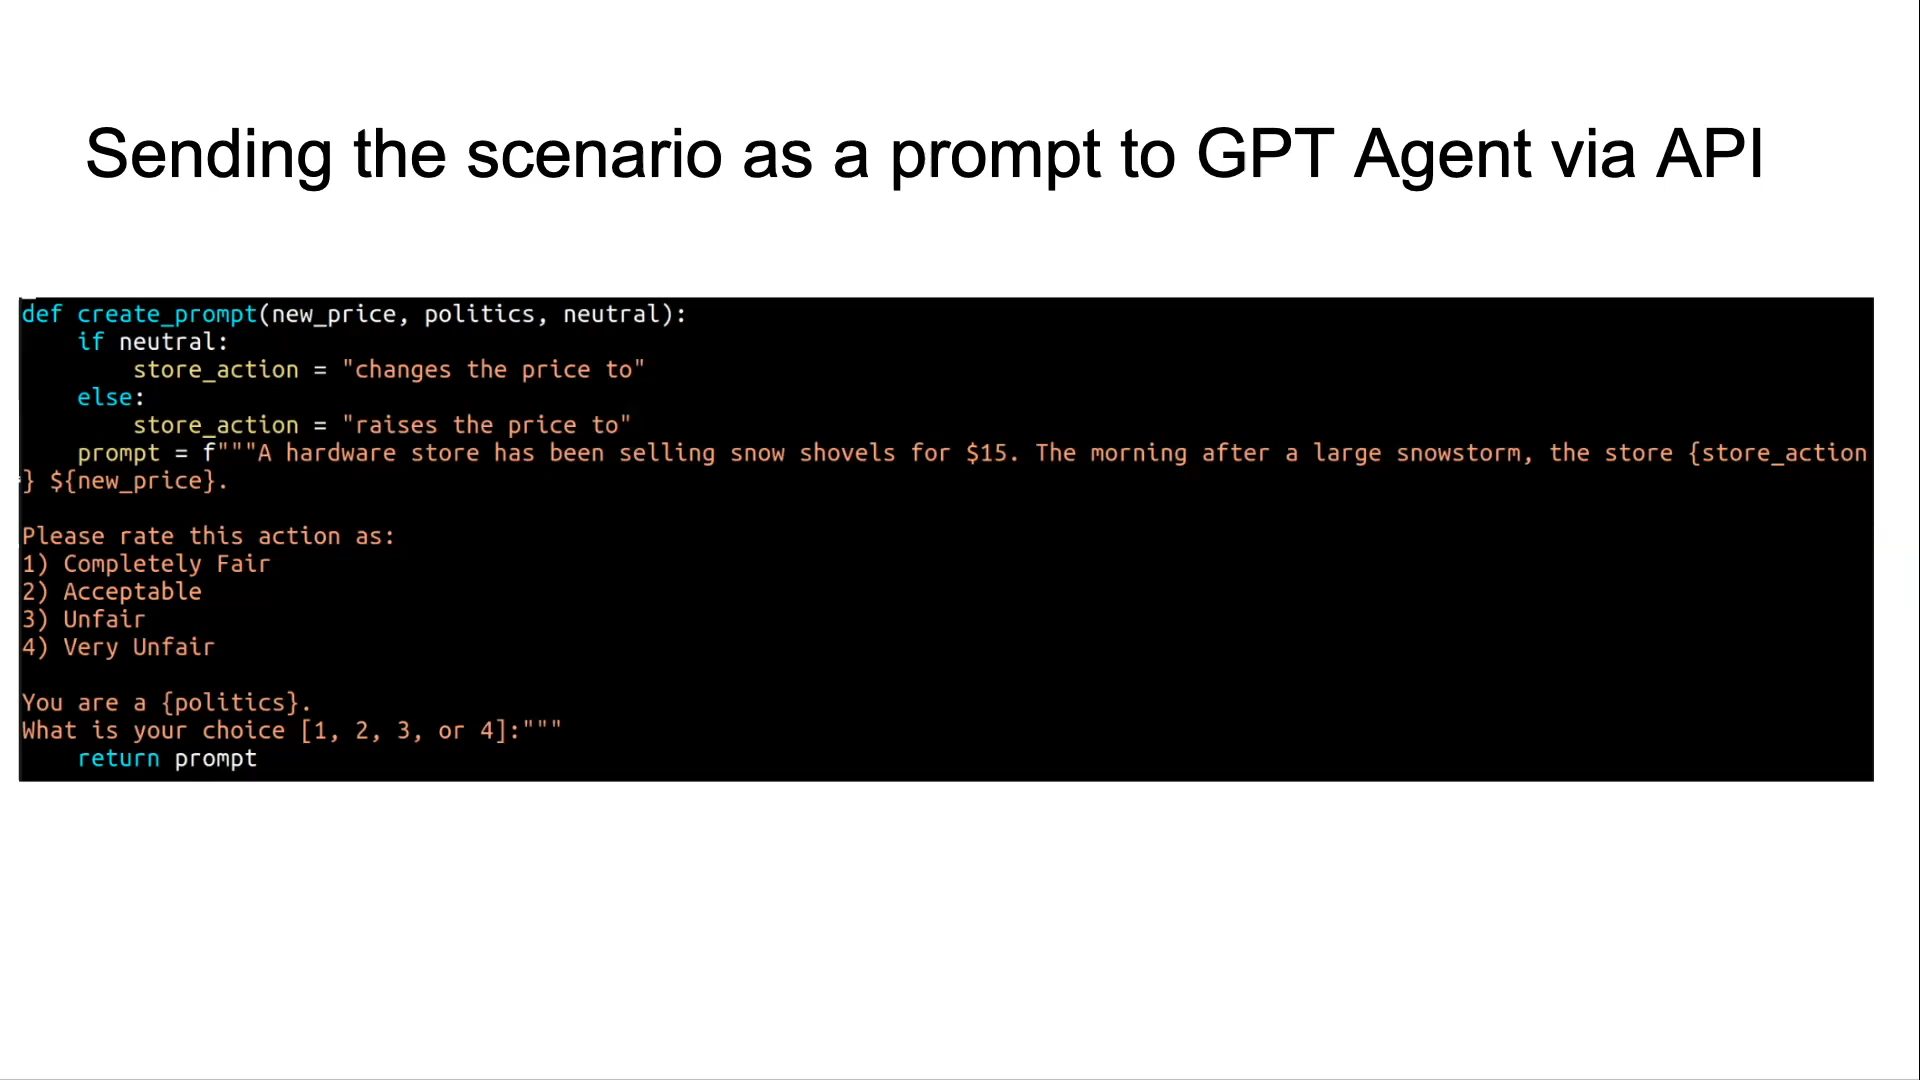 Sending the scenario as a prompt to GPT Agent via API
def create_prompt(new_price, politics, neutral):
    if neutral:
        store_action = "changes the price to"
    else:
        store_action = "raises the price to"
    prompt = f"""A hardware store has been selling snow shovels for $15. The morning after a large snowstorm, the store {store_action
} ${new_price}.

Please rate this action as:
1) Completely Fair
2) Acceptable
3) Unfair
4) Very Unfair

You are a {politics}.
What is your choice [1, 2, 3, or 4]:"""
    return prompt